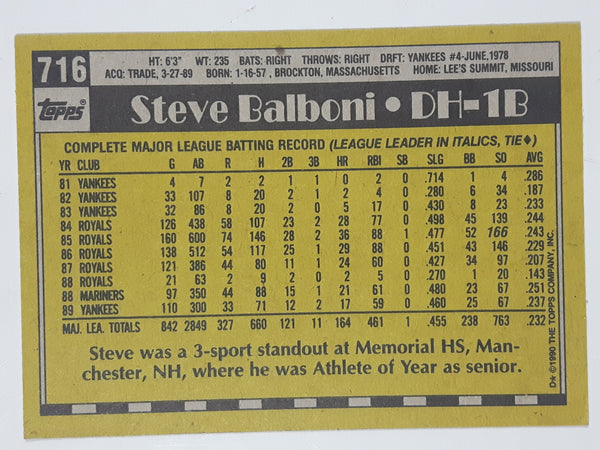 716
HT: 6'3" WT: 235 BATS: RIGHT THROWS: RIGHT DRFT: YANKEES #4-JUNE, 1978
ACQ: TRADE, 3-27-89 BORN: 1-16-57, BROCKTON, MASSACHUSETTS HOME: LEE'S SUMMIT, MISSOURI
Topps®
Steve Balboni • DH-1B
COMPLETE MAJOR LEAGUE BATTING RECORD (LEAGUE LEADER IN ITALICS, TIE♦)
YR CLUB G AB R H 2B 3B HR RBI SB SLG BB SO AVG
81 YANKEES 4 7 2 2 1 1 0 2 0 .714 1 4 .286
82 YANKEES 33 107 8 20 2 1 2 4 0 .280 6 34 .187
83 YANKEES 32 86 8 20 2 0 5 17 0 .430 8 23 .233
84 ROYALS 126 438 58 107 23 2 28 77 0 .498 45 139 .244
85 ROYALS 160 600 74 146 28 2 36 88 1 .477 52 166 .243
86 ROYALS 138 512 54 117 25 1 29 88 0 .451 43 146 .229
87 ROYALS 121 386 44 80 11 1 24 60 0 .427 34 97 .207
88 ROYALS 21 63 2 9 2 0 2 5 0 .270 1 20 .143
88 MARINERS 97 350 44 88 15 1 21 61 0 .480 23 67 .251
89 YANKEES 110 300 33 71 12 2 17 59 0 .460 25 67 .237
MAJ. LEA. TOTALS 842 2849 327 660 121 11 164 461 1 .455 238 763 .232
Steve was a 3-sport standout at Memorial HS, Man-
chester, NH, where he was Athlete of Year as senior.
D* ©1990 THE TOPPS COMPANY, INC.